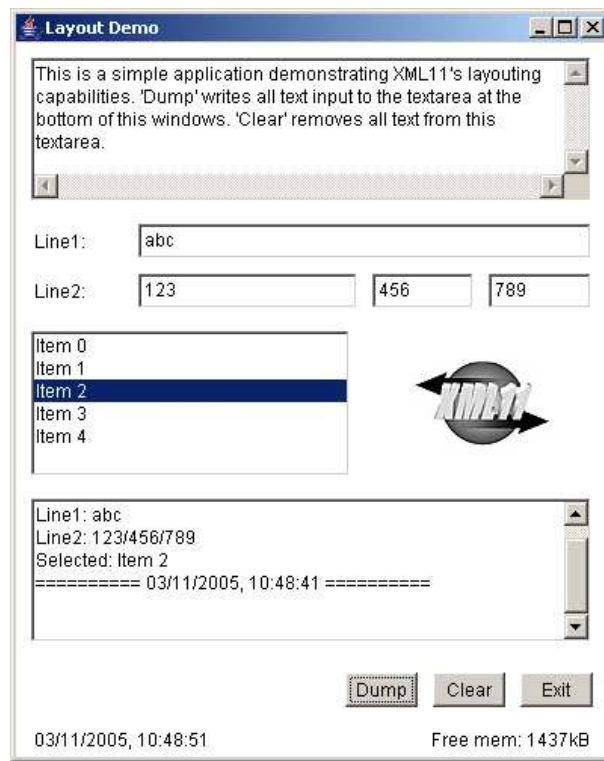 Layout Demo
This is a simple application demonstrating XML11's layouting
capabilities. 'Dump' writes all text input to the textarea at the
bottom of this windows. 'Clear' removes all text from this
textarea.
Line1: abc
Line2: 123 456 789
Item 0
Item 1
Item 2
Item 3
Item 4
XML11
Line1: abc
Line2: 123/456/789
Selected: Item 2
========== 03/11/2005, 10:48:41 ==========
Dump Clear Exit
03/11/2005, 10:48:51 Free mem: 1437kB